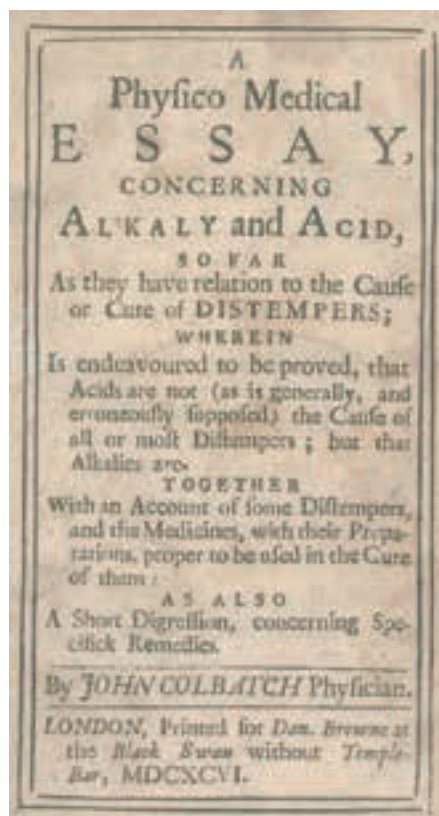 A
Phyſico Medical
ESSAY,
CONCERNING
ALKALY and ACID,
SO FAR
As they have relation to the Cauſe
or Cure of DISTEMPERS;
WHEREIN
Is endeavoured to be proved, that
Acids are not (as is generally, and
erroneouſly ſuppoſed) the Cauſe of
all or moſt Diſtempers; but that
Alkalies are.
TOGETHER
With an Account of ſome Diſtempers,
and the Medicines, with their Prepa-
rations, proper to be uſed in the Cure
of them:
AS ALSO
A Short Digreſſion, concerning Spe-
cifick Remedies.
By JOHN COLBATCH Phyſician.
LONDON, Printed for Dan. Browne at
the Black Swan without Temple-
Bar, MDCXCVI.